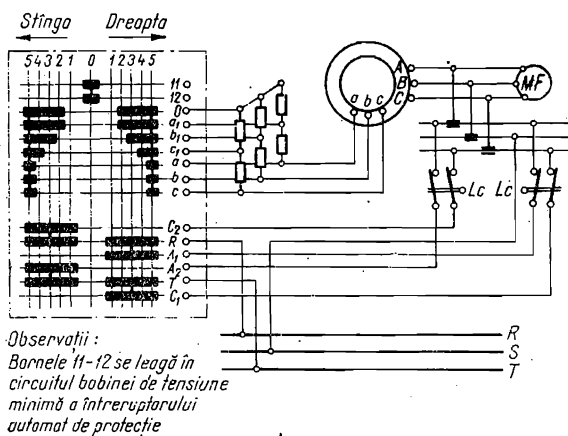 Stînga Dreapta
5 4 3 2 1 0 1 2 3 4 5
11
12
0
a1
b1
c1
a
b
c
C2
R
A1
A2
T
C1
A
B
C
a b c
MF
Lc Lc
R
S
T
Observații :
Bornele 11-12 se leagă în
circuitul bobinei de tensiune
minimă a întreruptorului
automat de protecție